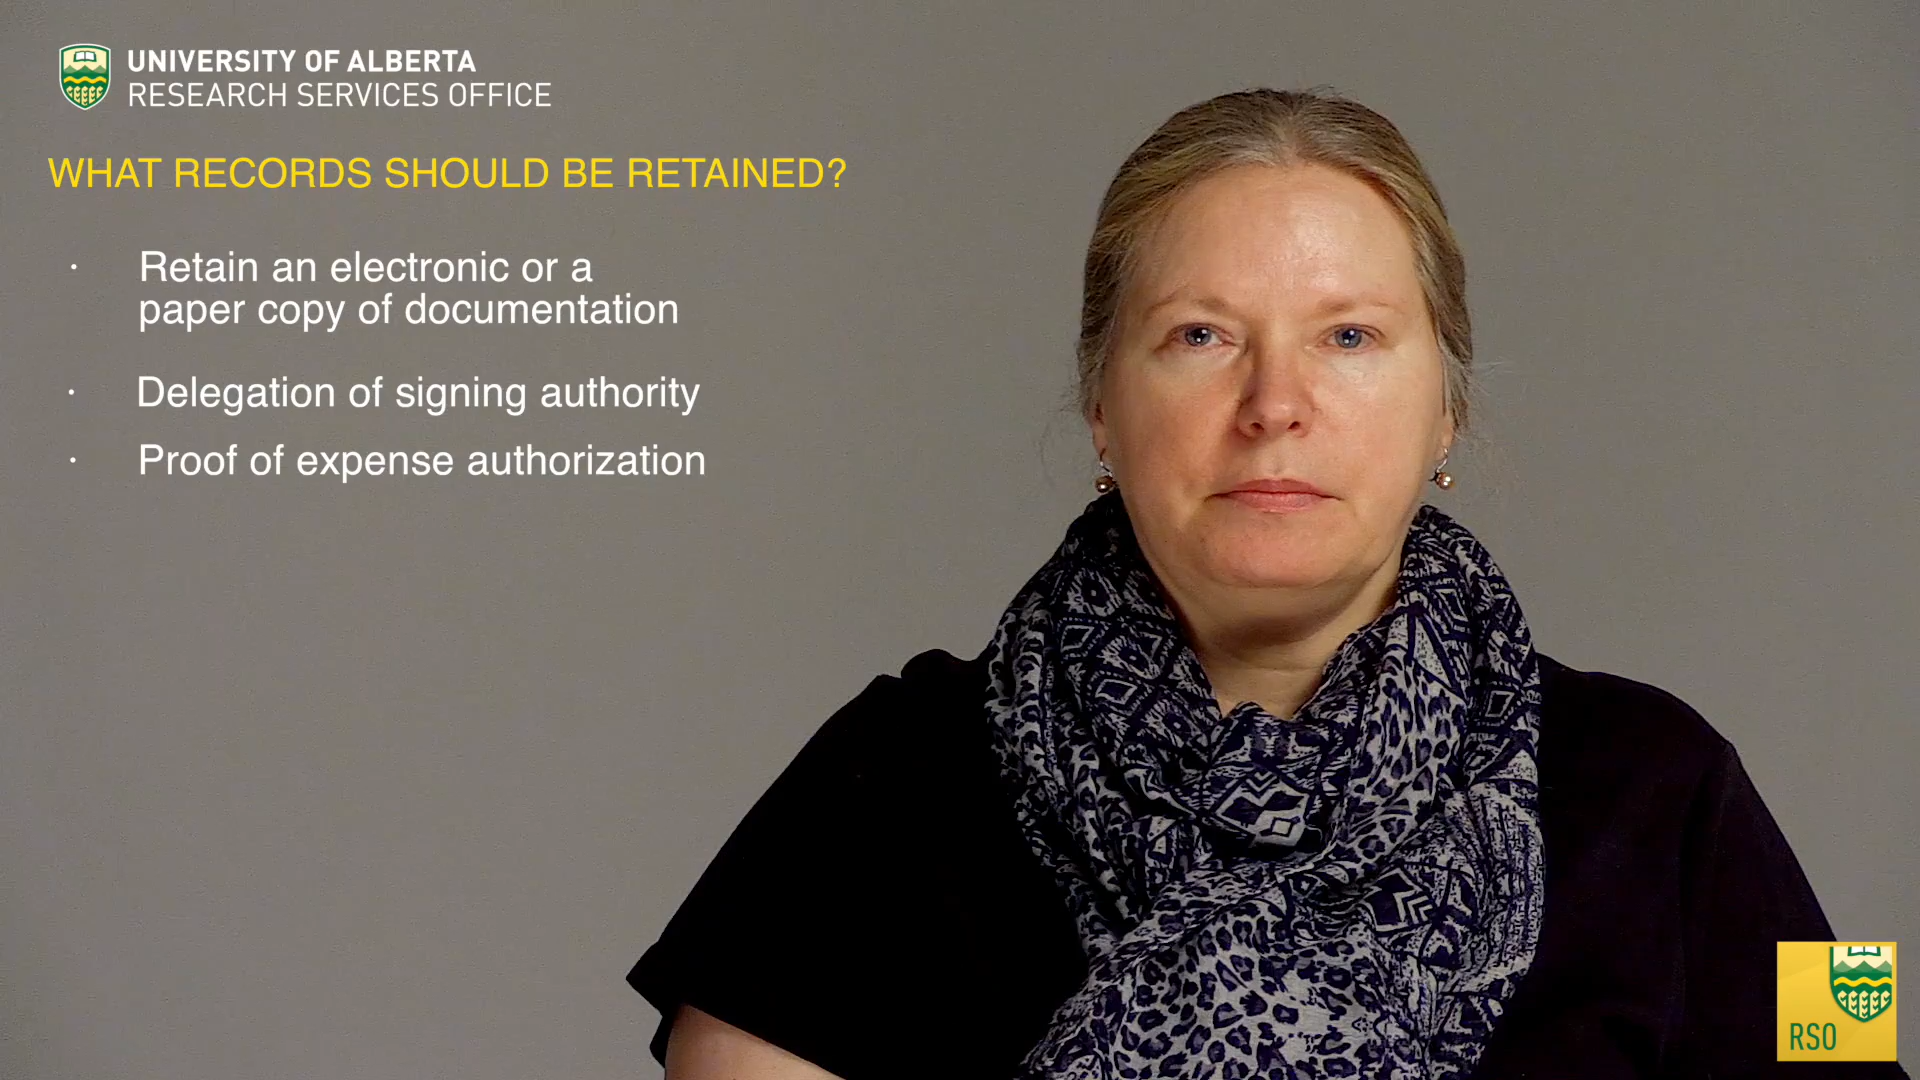 UNIVERSITY OF ALBERTA
RESEARCH SERVICES OFFICE
WHAT RECORDS SHOULD BE RETAINED?
· Retain an electronic or a
paper copy of documentation
· Delegation of signing authority
· Proof of expense authorization
RSO